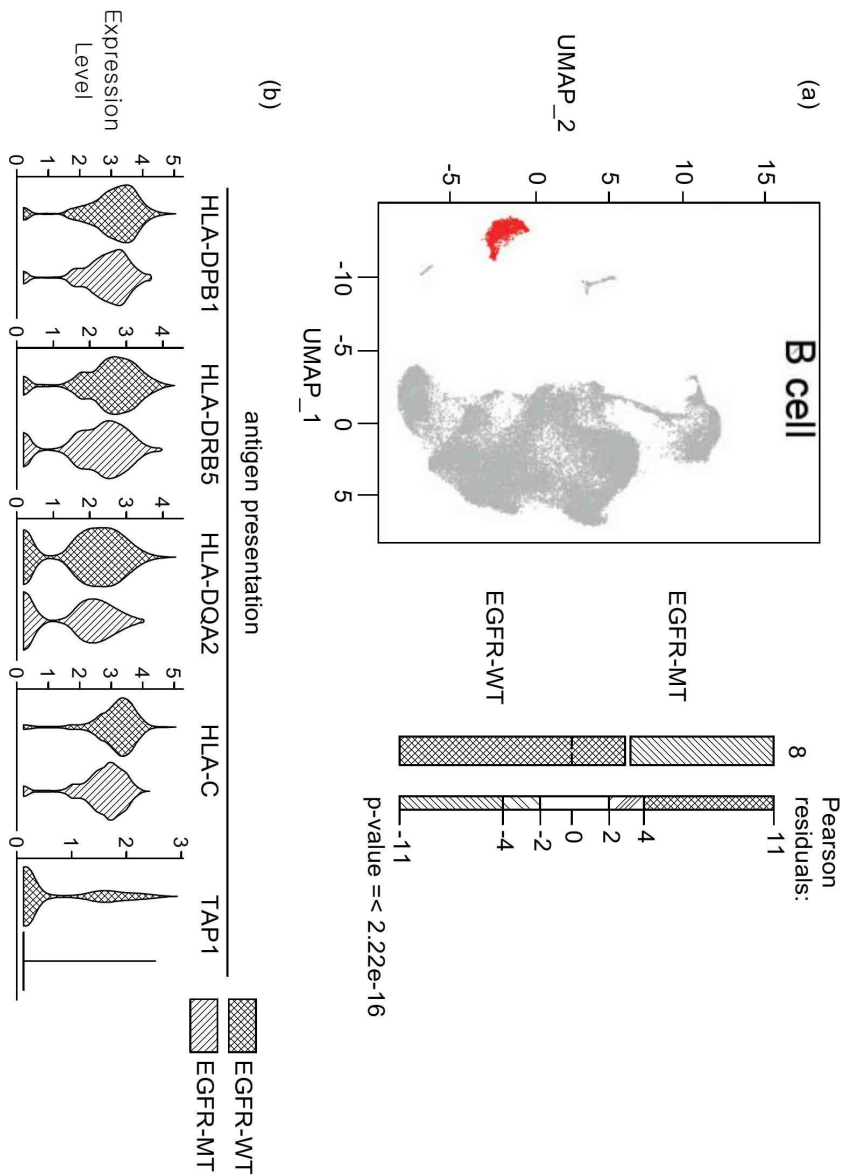 (a)
B cell
UMAP_2
15
10
5
0
-5
-10
-5
0
5
UMAP_1
EGFR-MT
EGFR-WT
8
Pearson
residuals:
11
4
2
0
-2
-4
-11
p-value =< 2.22e-16
(b)
antigen presentation
EGFR-WT
EGFR-MT
HLA-DPB1
HLA-DRB5
HLA-DQA2
HLA-C
TAP1
Expression
Level
5
4
3
2
1
0
4
3
2
1
0
4
3
2
1
0
5
4
3
2
1
0
3
2
1
0